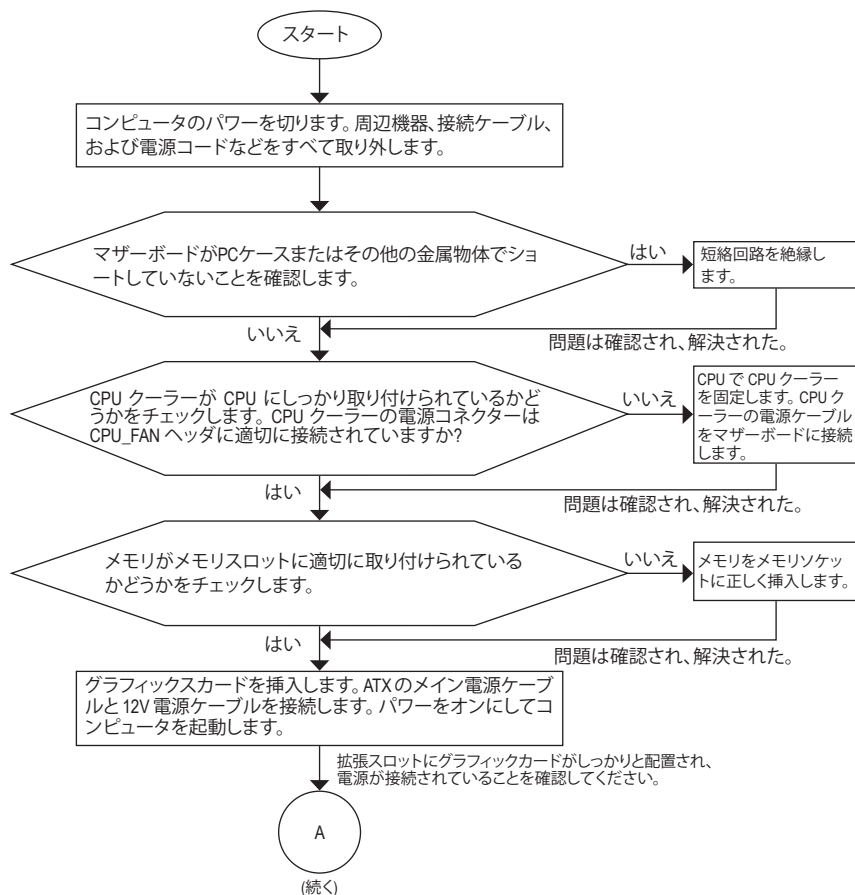 スタート
コンピュータのパワーを切ります。周辺機器、接続ケーブル、
および電源コードなどをすべて取り外します。
マザーボードがPCケースまたはその他の金属物体でショ
ートしていないことを確認します。
はい
短絡回路を絶縁し
ます。
いいえ
問題は確認され、解決された。
CPU クーラーが CPU にしっかり取り付けられているかど
うかをチェックします。CPU クーラーの電源コネクターは
CPU_FAN ヘッダに適切に接続されていますか?
いいえ
CPU で CPU クーラー
を固定します。CPU ク
ーラーの電源ケーブル
をマザーボードに接続
します。
はい
問題は確認され、解決された。
メモリがメモリスロットに適切に取り付けられている
かどうかをチェックします。
いいえ
メモリをメモリソケッ
トに正しく挿入します。
はい
問題は確認され、解決された。
グラフィックスカードを挿入します。ATXのメイン電源ケーブ
ルと12V電源ケーブルを接続します。パワーをオンにしてコ
ンピュータを起動します。
拡張スロットにグラフィックカードがしっかりと配置され、
電源が接続されていることを確認してください。
A
(続く)